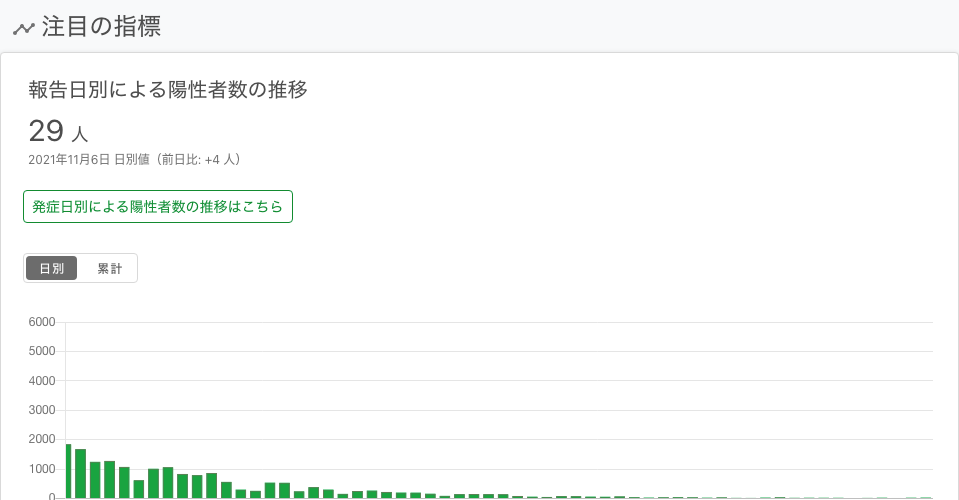 注目の指標
報告日別による陽性者数の推移
29 人
2021年11月6日 日別値（前日比: +4 人）
発症日別による陽性者数の推移はこちら
日別 累計
6000
5000
4000
3000
2000
1000
0